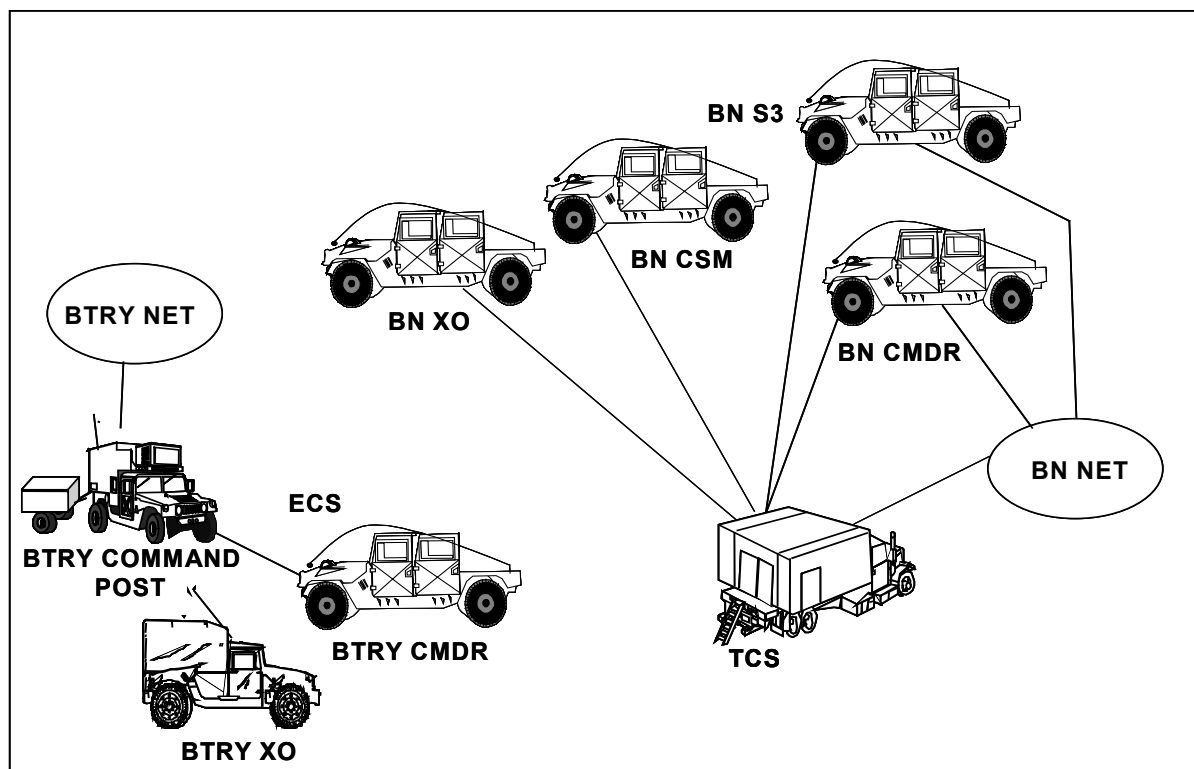 BN S3
BN CSM
BN XO
BN CMDR
BTRY NET
BN NET
ECS
BTRY COMMAND
POST
BTRY CMDR
TCS
BTRY XO